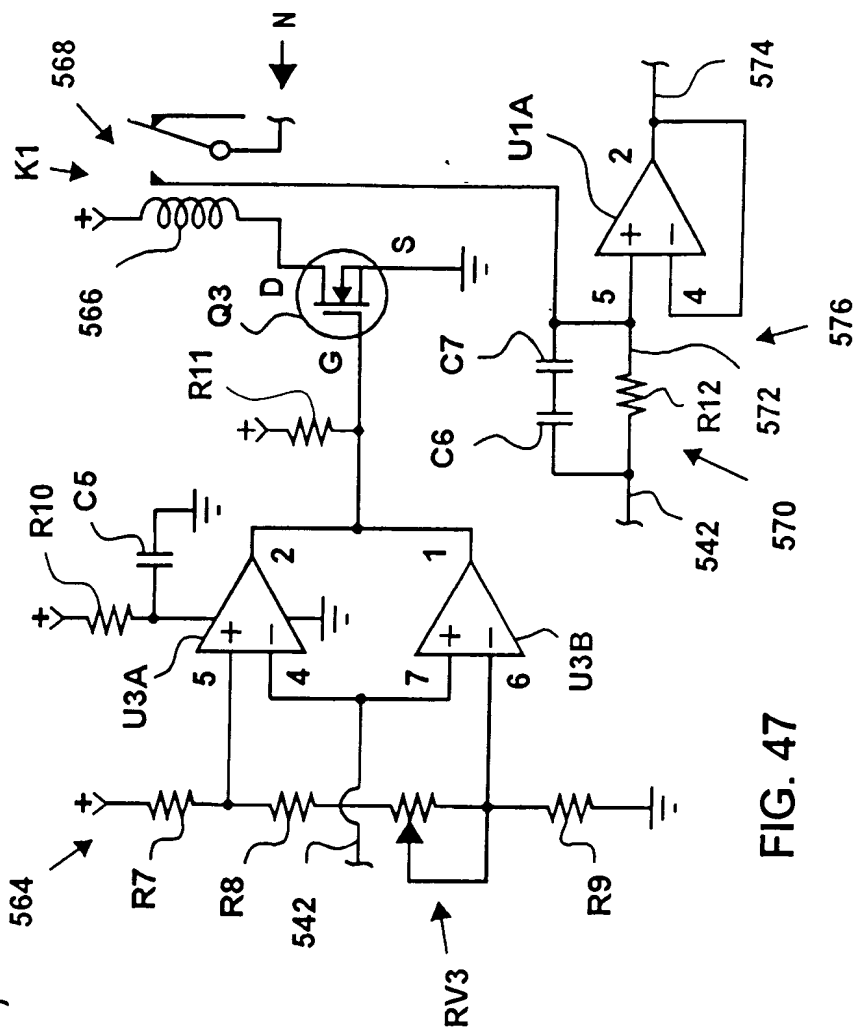 564
+
R7
R8
542
RV3
R9
+
R10
C5
U3A
5
+
4
−
2
7
+
6
−
1
U3B
+
R11
G
Q3
D
S
566
+
K1
568
N
C6
C7
R12
542
570
572
576
5
+
4
−
2
U1A
574
FIG. 47